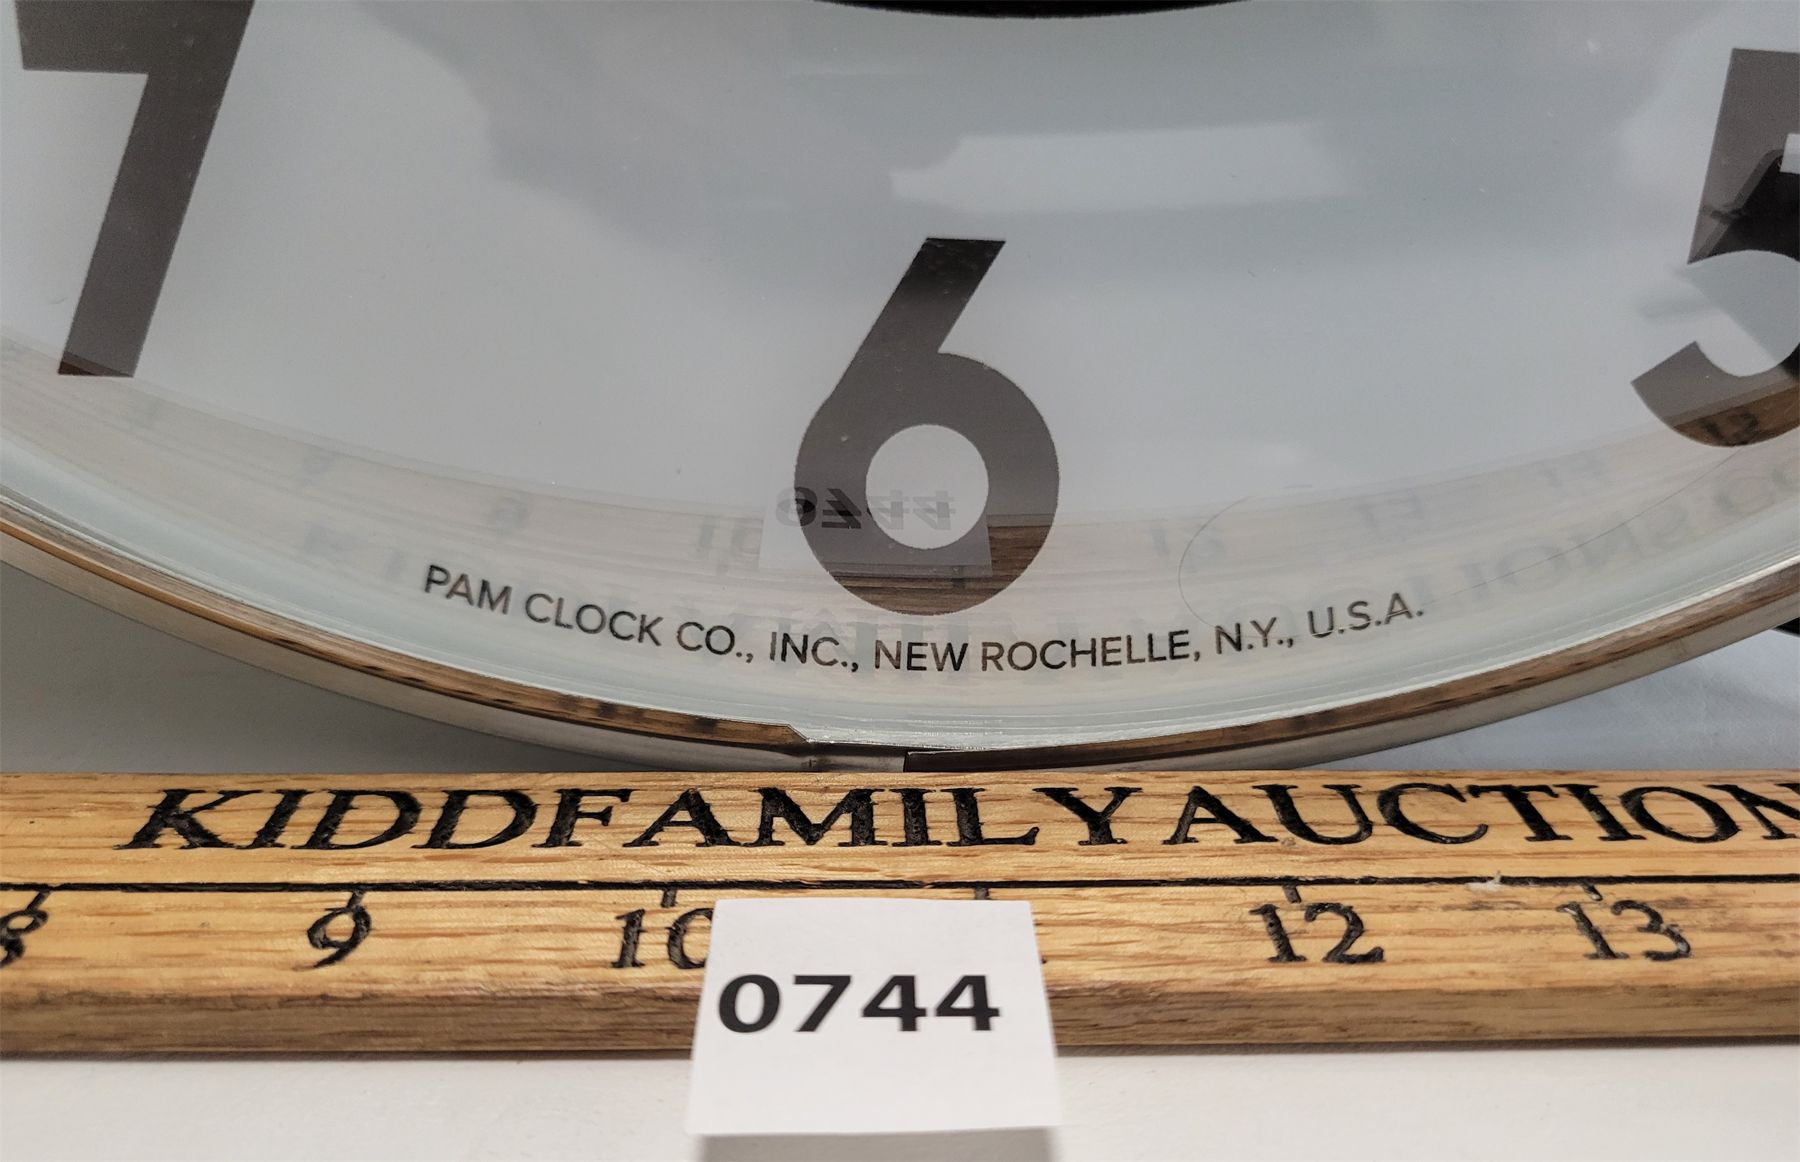 7
6
5
PAM CLOCK CO., INC., NEW ROCHELLE, N.Y., U.S.A.
KIDDFAMILYAUCTION
8 9 10 12 13
0744